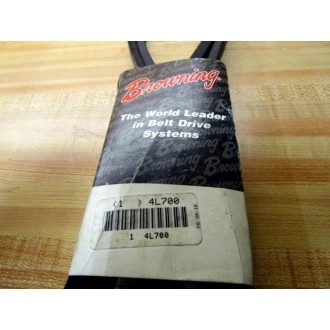 Browning
The World Leader
in Belt Drive
Systems
(1 ) 4L700
1 4L700